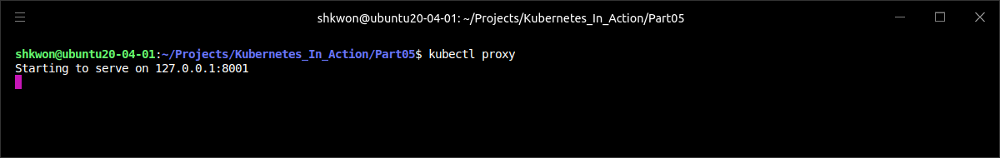 shkwon@ubuntu20-04-01: ~/Projects/Kubernetes_In_Action/Part05
shkwon@ubuntu20-04-01:~/Projects/Kubernetes_In_Action/Part05$ kubectl proxy
Starting to serve on 127.0.0.1:8001